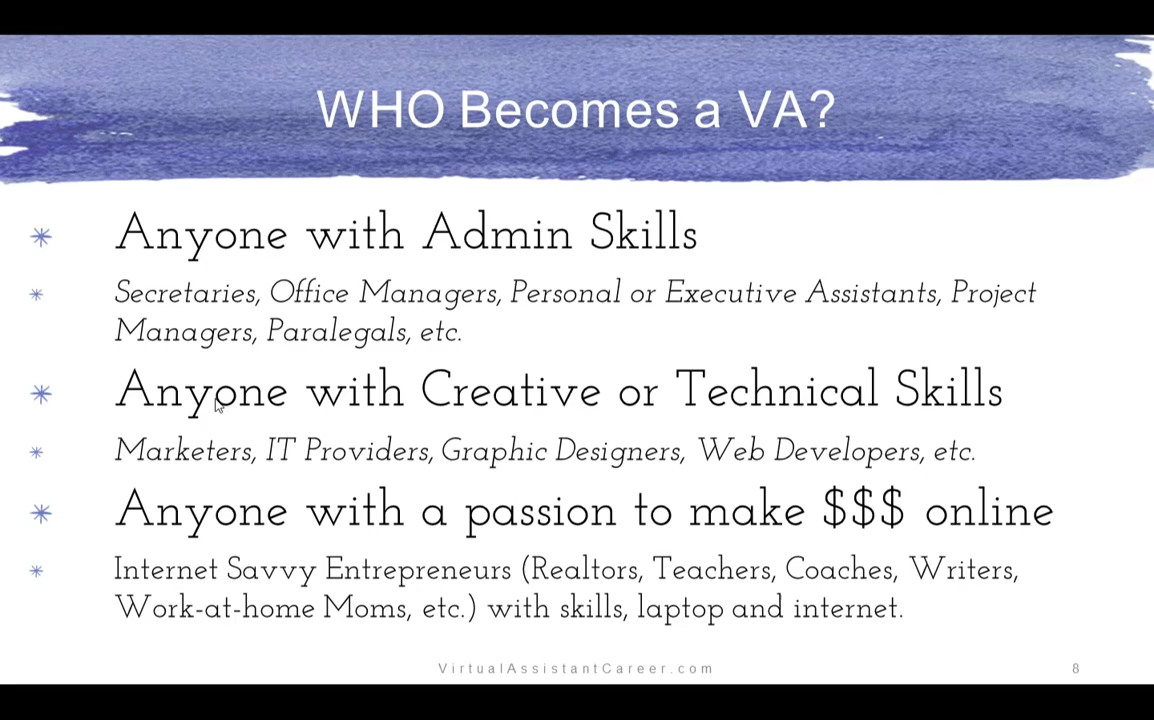 WHO Becomes a VA?
Anyone with Admin Skills
Secretaries, Office Managers, Personal or Executive Assistants, Project
Managers, Paralegals, etc.
Anyone with Creative or Technical Skills
Marketers, IT Providers, Graphic Designers, Web Developers, etc.
Anyone with a passion to make $$$ online
Internet Savvy Entrepreneurs (Realtors, Teachers, Coaches, Writers,
Work-at-home Moms, etc.) with skills, laptop and internet.
VirtualAssistantCareer.com
8